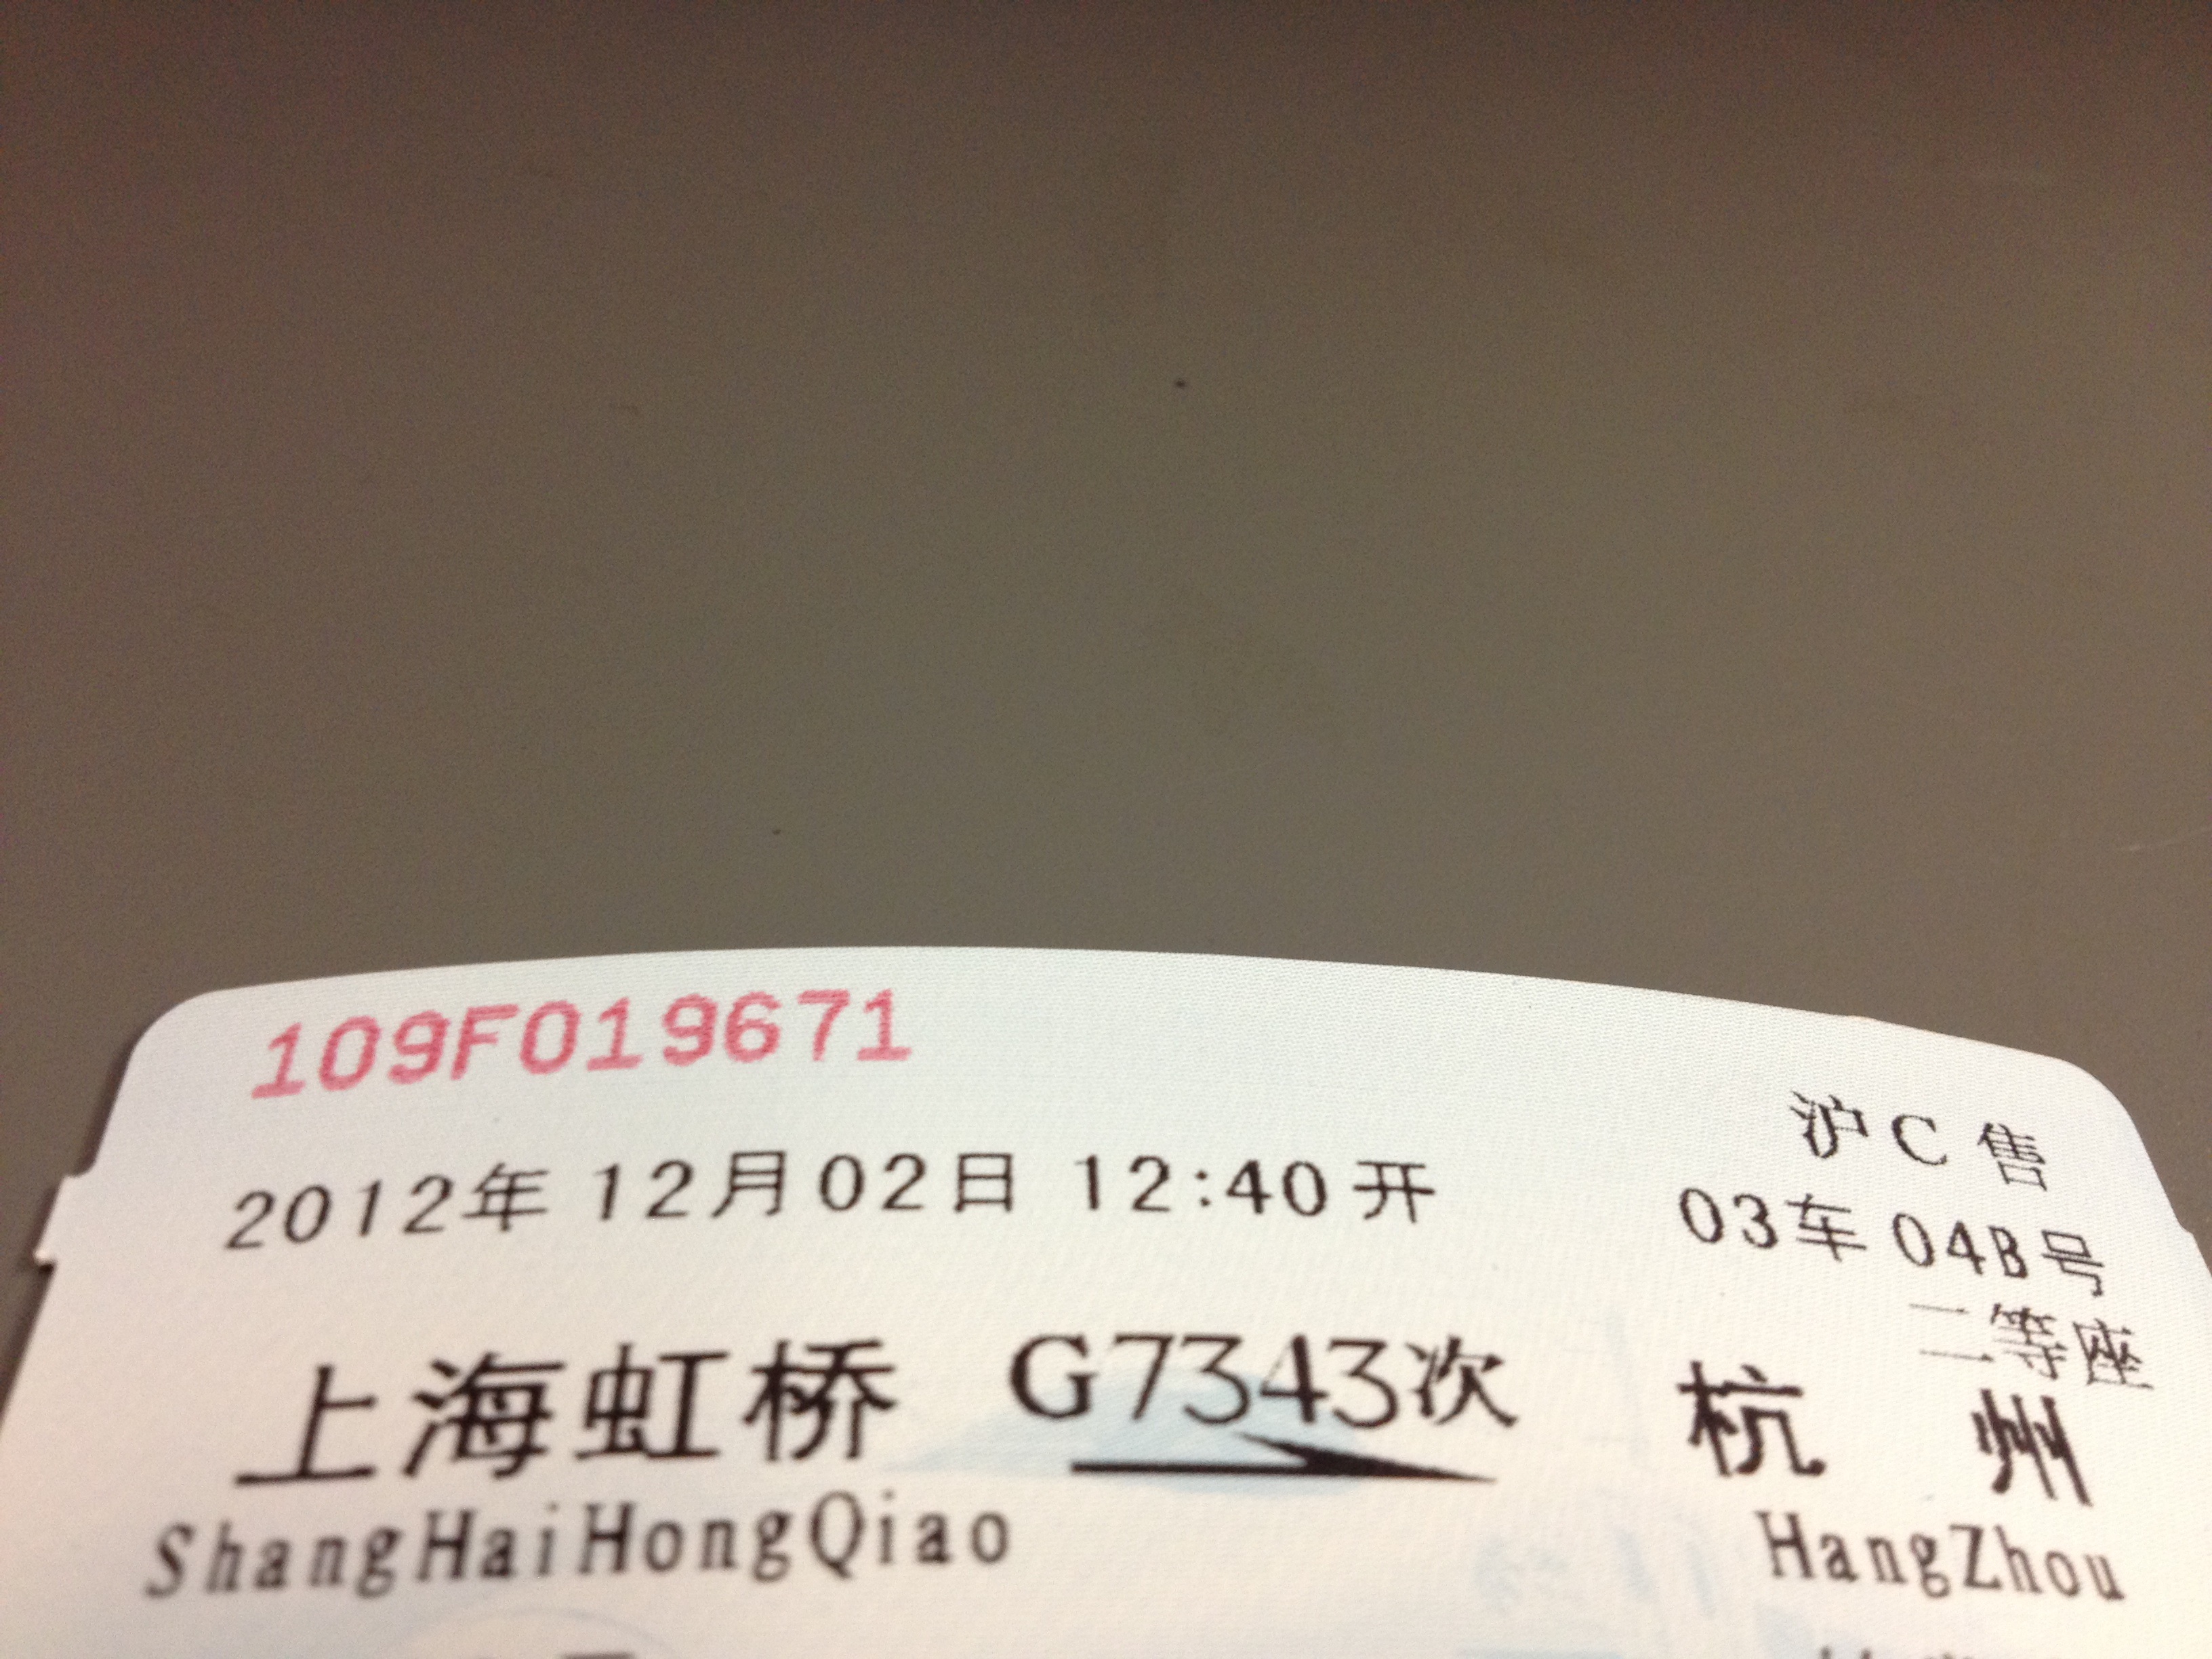 109F019671
沪C售
2012年12月02日 12:40开
03车04B号
二等座
上海虹桥 G7343次 杭州
ShangHaiHongQiao HangZhou